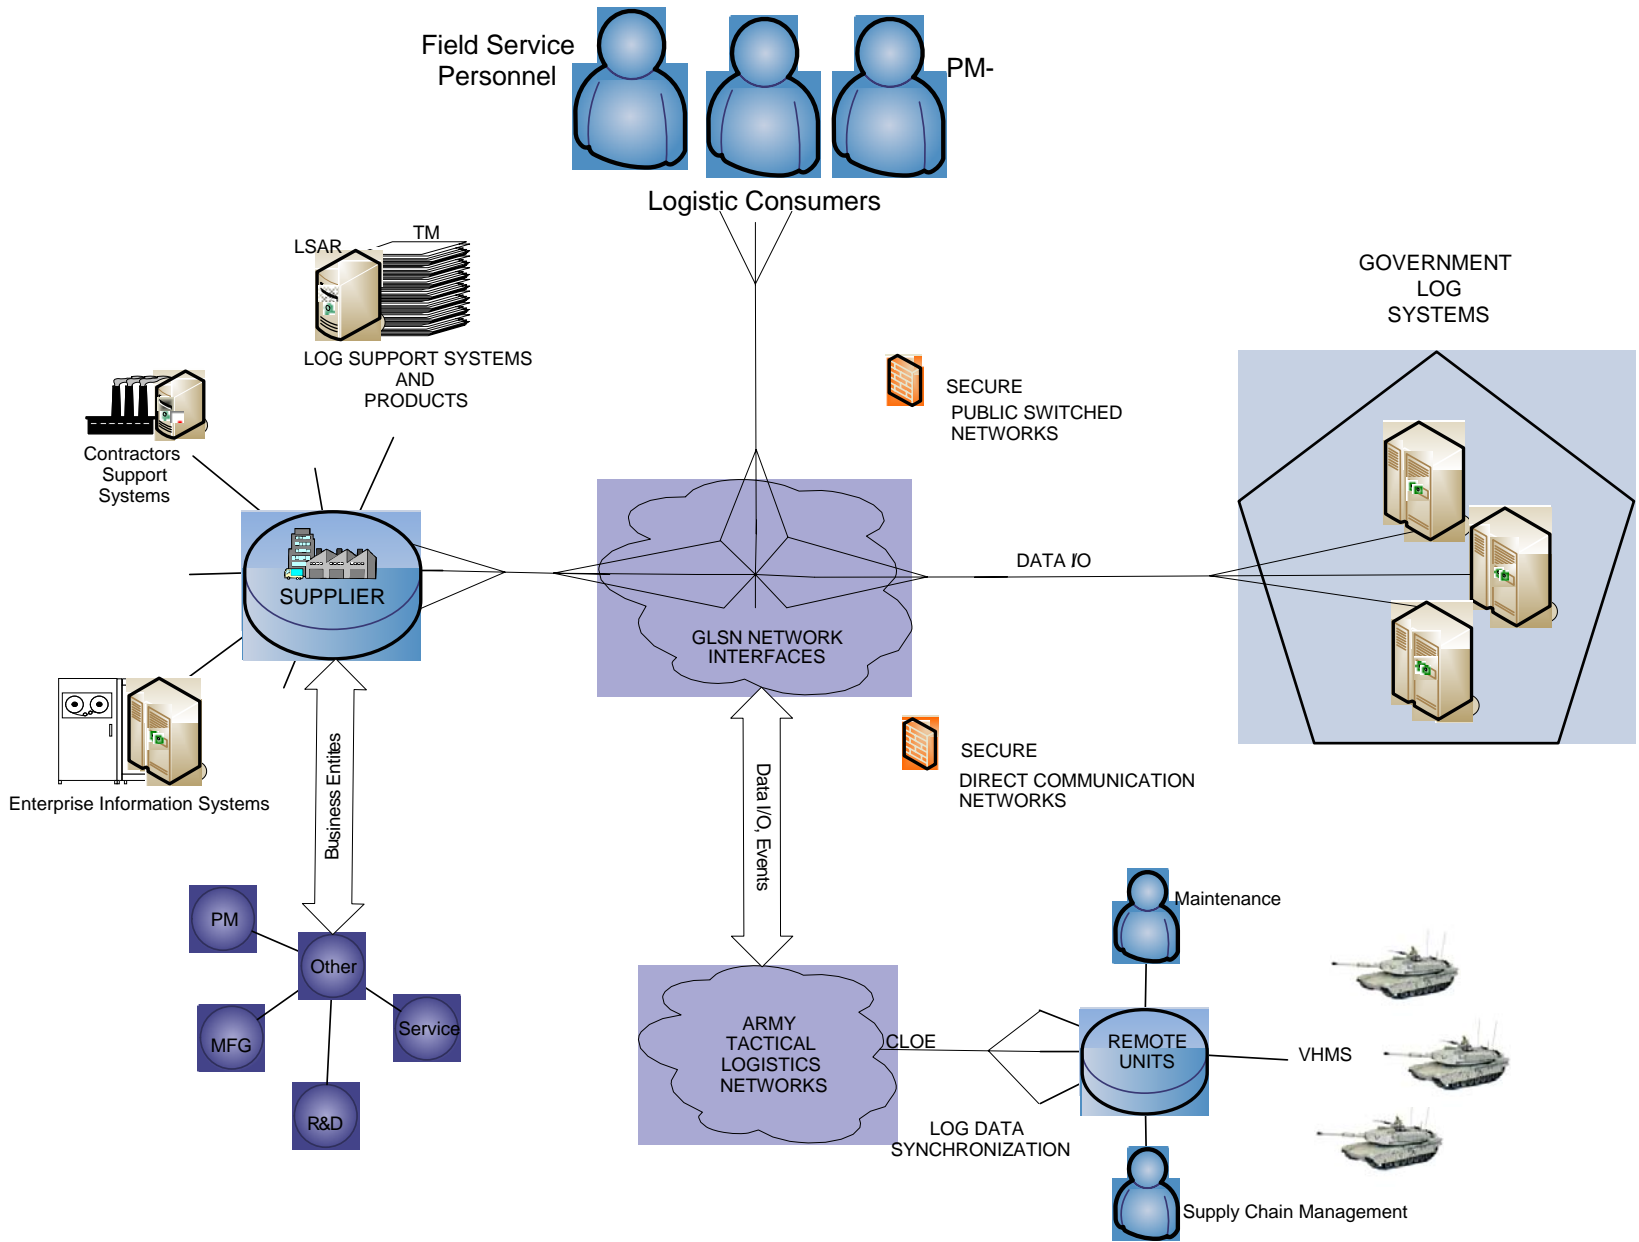 Field Service
Personnel
PM-
Logistic Consumers
LSAR
TM
LOG SUPPORT SYSTEMS
AND
PRODUCTS
GOVERNMENT
LOG
SYSTEMS
SECURE
PUBLIC SWITCHED
NETWORKS
Contractors
Support
Systems
SUPPLIER
DATA I/O
GLSN NETWORK
INTERFACES
SECURE
DIRECT COMMUNICATION
NETWORKS
Enterprise Information Systems
Business Entites
Data I/O, Events
PM
Other
MFG
Service
R&D
Maintenance
ARMY
TACTICAL
LOGISTICS
NETWORKS
CLOE
REMOTE
UNITS
VHMS
LOG DATA
SYNCHRONIZATION
Supply Chain Management